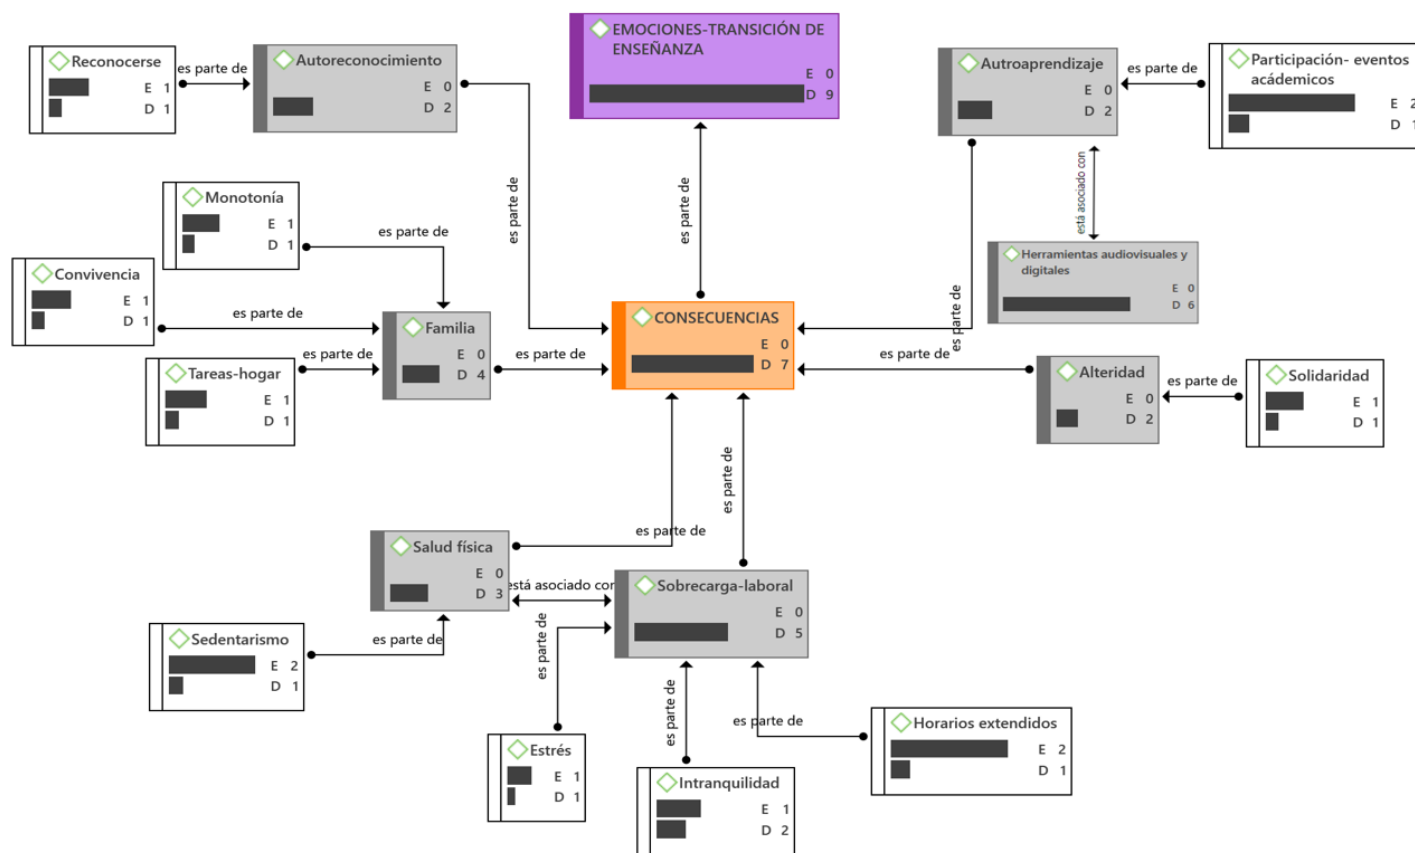 EMOCIONES-TRANSICIÓN DE
ENSEÑANZA
E 0
D 9
Reconocerse
E 1
D 1
es parte de
Autoreconocimiento
E 0
D 2
es parte de
es parte de
Autroaprendizaje
E 0
D 2
es parte de
Participación- eventos
acádemicos
E 2
D 1
está asociado con
Herramientas audiovisuales y
digitales
E 0
D 6
es parte de
Monotonía
E 1
D 1
es parte de
Convivencia
E 1
D 1
es parte de
Tareas-hogar
E 1
D 1
es parte de
Familia
E 0
D 4
es parte de
CONSECUENCIAS
E 0
D 7
es parte de
Alteridad
E 0
D 2
es parte de
Solidaridad
E 1
D 1
es parte de
es parte de
Salud física
E 0
D 3
está asociado con
Sobrecarga-laboral
E 0
D 5
Sedentarismo
E 2
D 1
es parte de
es parte de
es parte de
es parte de
Estrés
E 1
D 1
Intranquilidad
E 1
D 2
Horarios extendidos
E 2
D 1